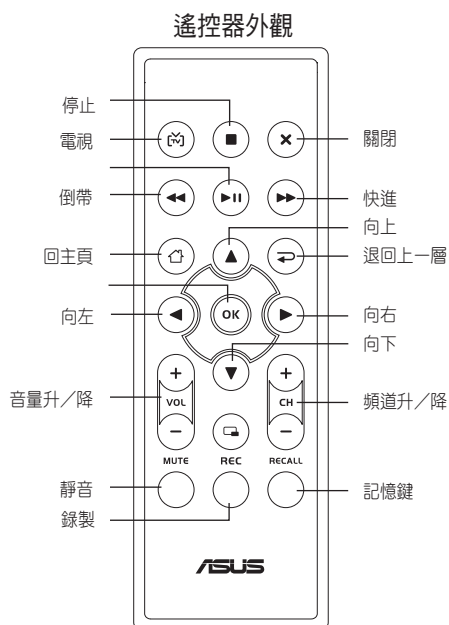 遙控器外觀
停止
電視
關閉
TV
倒帶
快進
向上
回主頁
退回上一層
向左
OK
向右
向下
音量升／降
+
VOL
−
+
CH
−
頻道升／降
MUTE
REC
RECALL
靜音
記憶鍵
錄製
ASUS